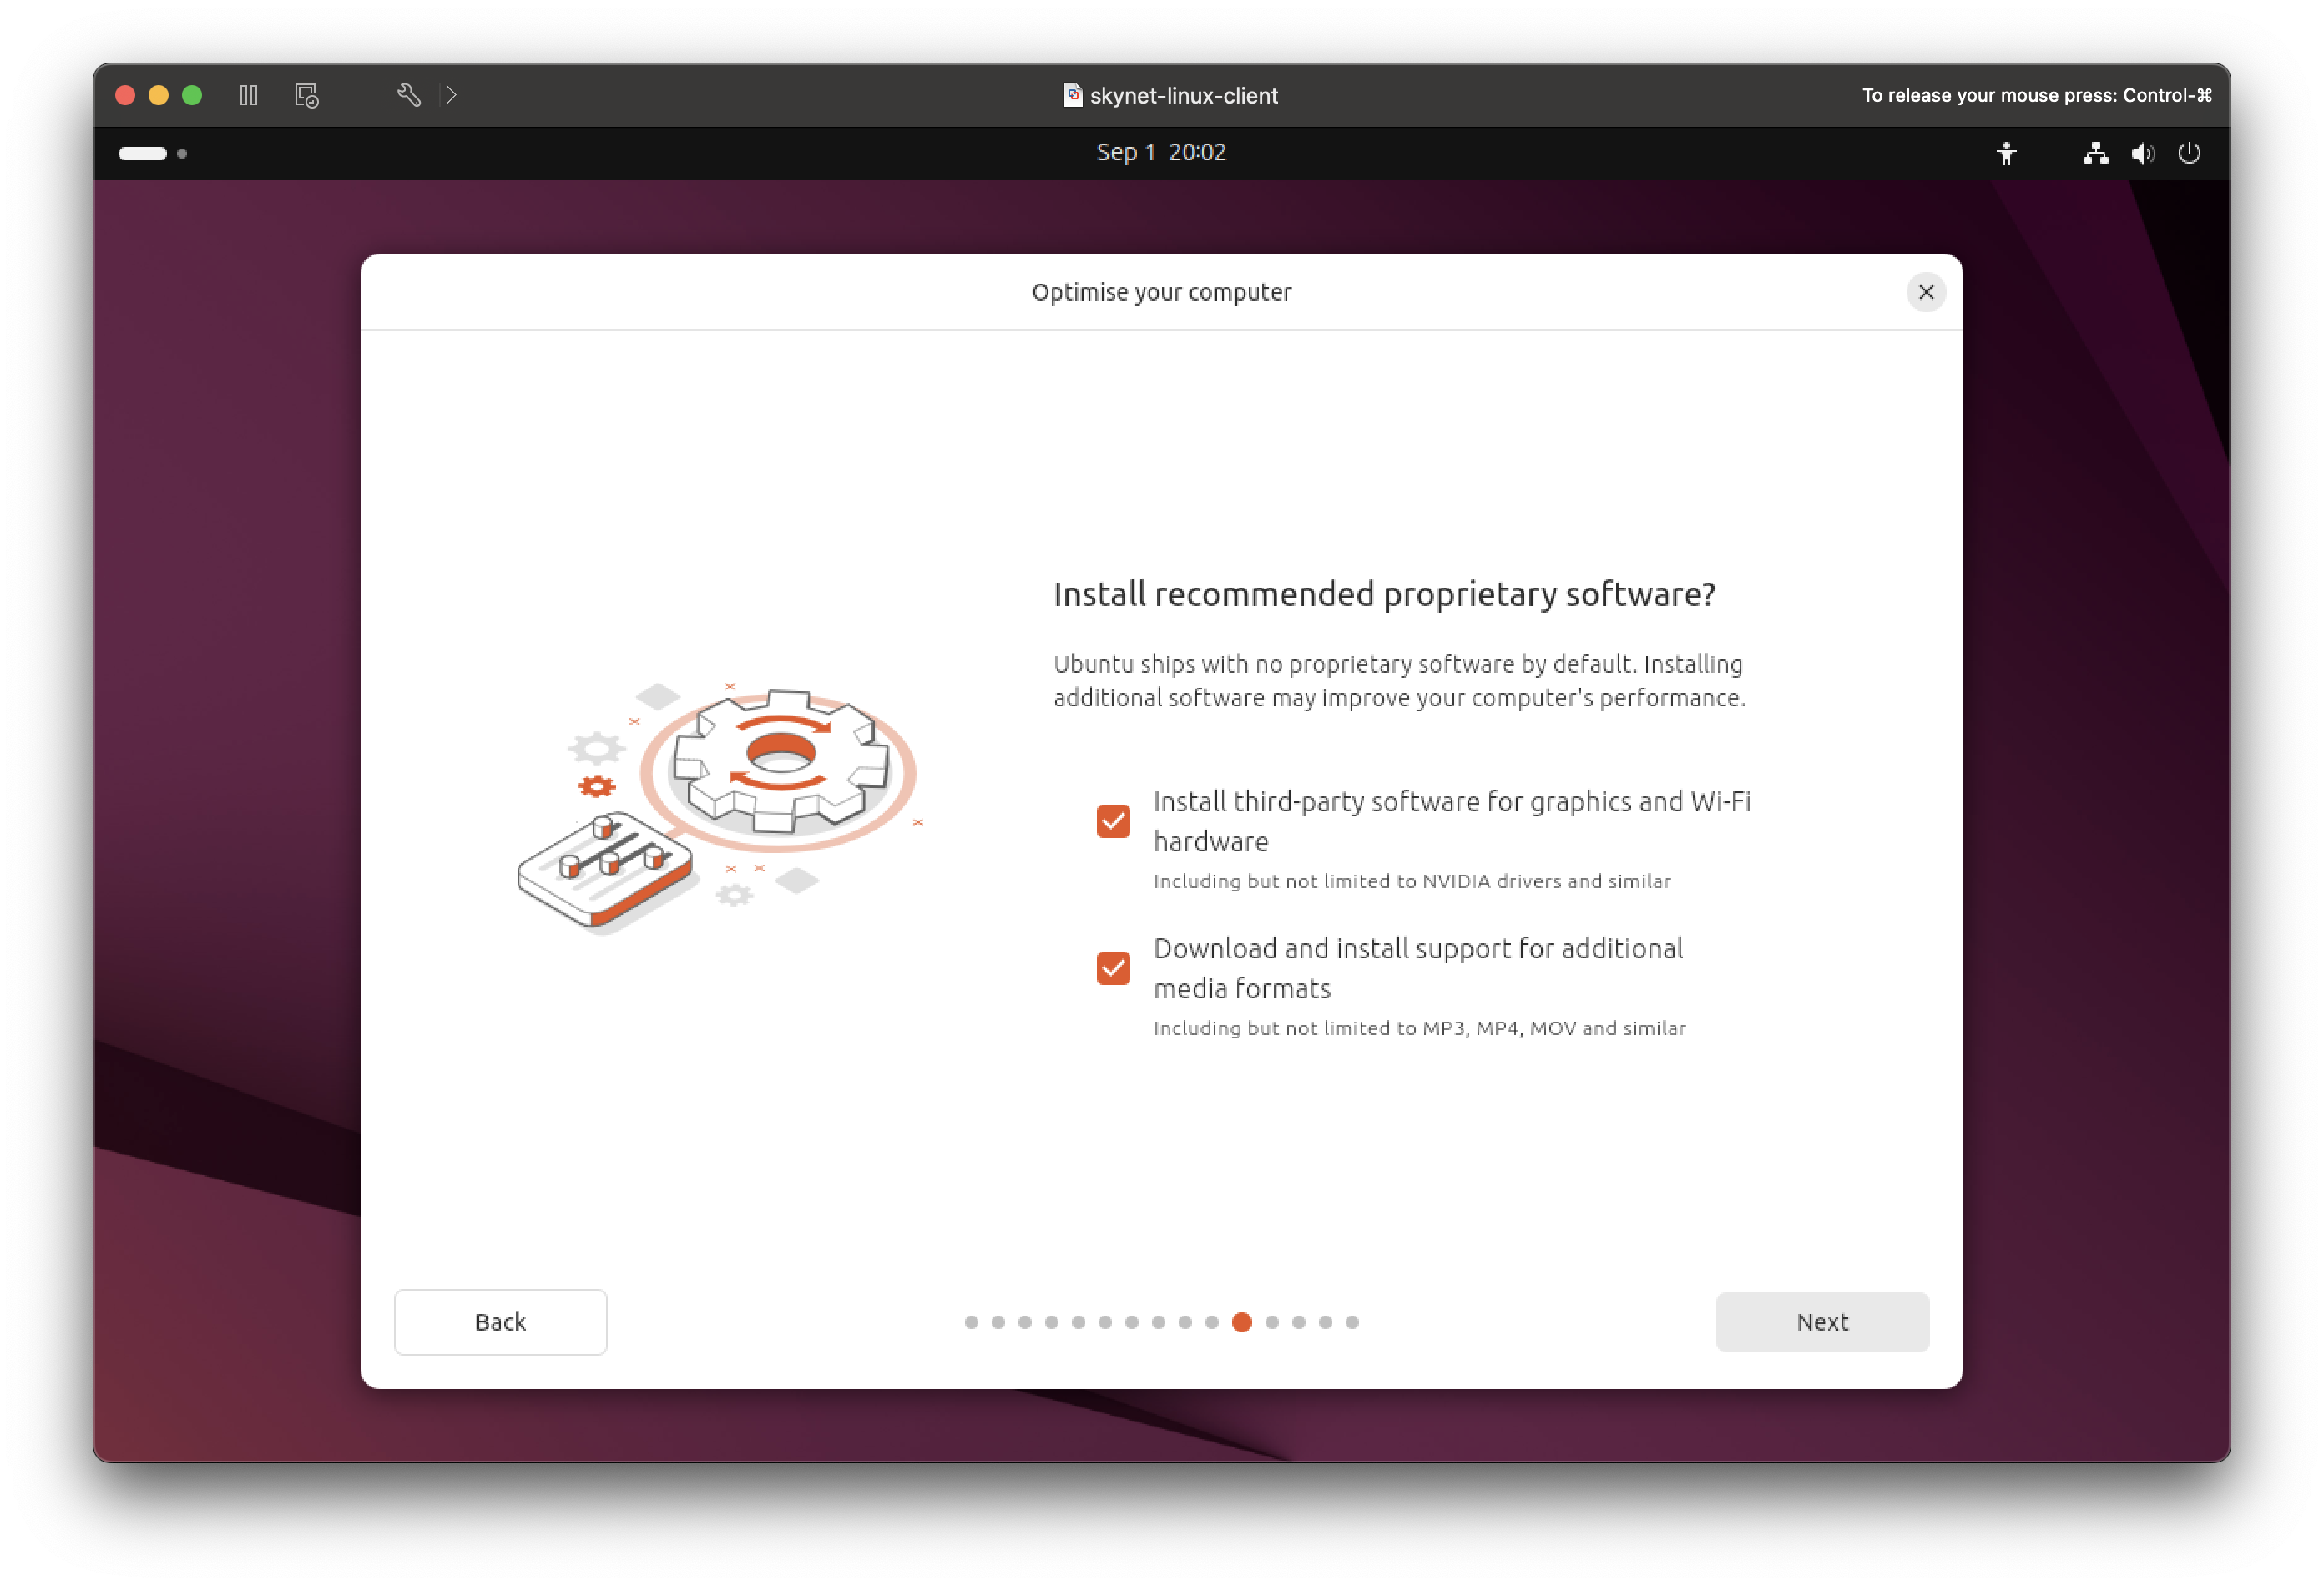 skynet-linux-client
To release your mouse press: Control-⌘
Sep 1 20:02
Optimise your computer
Install recommended proprietary software?
Ubuntu ships with no proprietary software by default. Installing
additional software may improve your computer's performance.
Install third-party software for graphics and Wi-Fi
hardware
Including but not limited to NVIDIA drivers and similar
Download and install support for additional
media formats
Including but not limited to MP3, MP4, MOV and similar
Back
Next